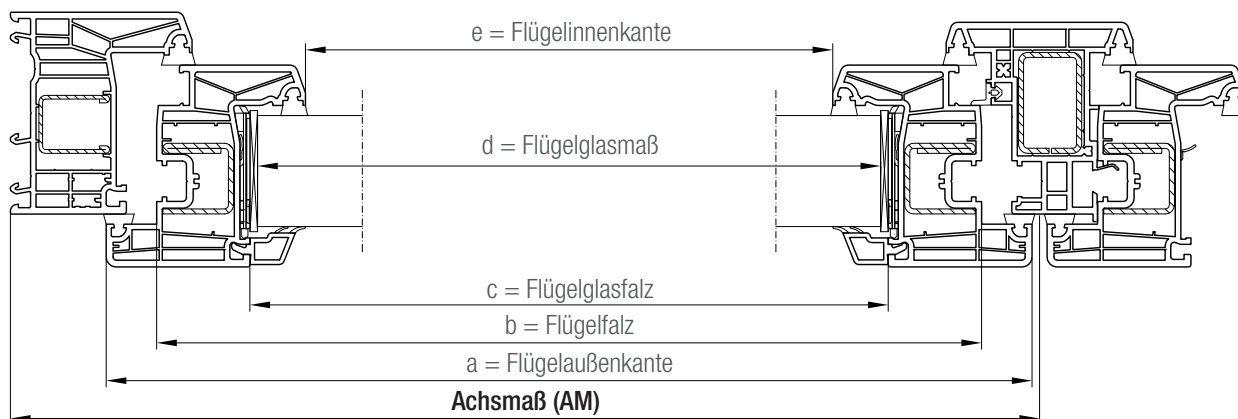 e = Flügelinnenkante
d = Flügelglasmaß
c = Flügelglasfalz
b = Flügelfalz
a = Flügelaußenkante
Achsmaß (AM)